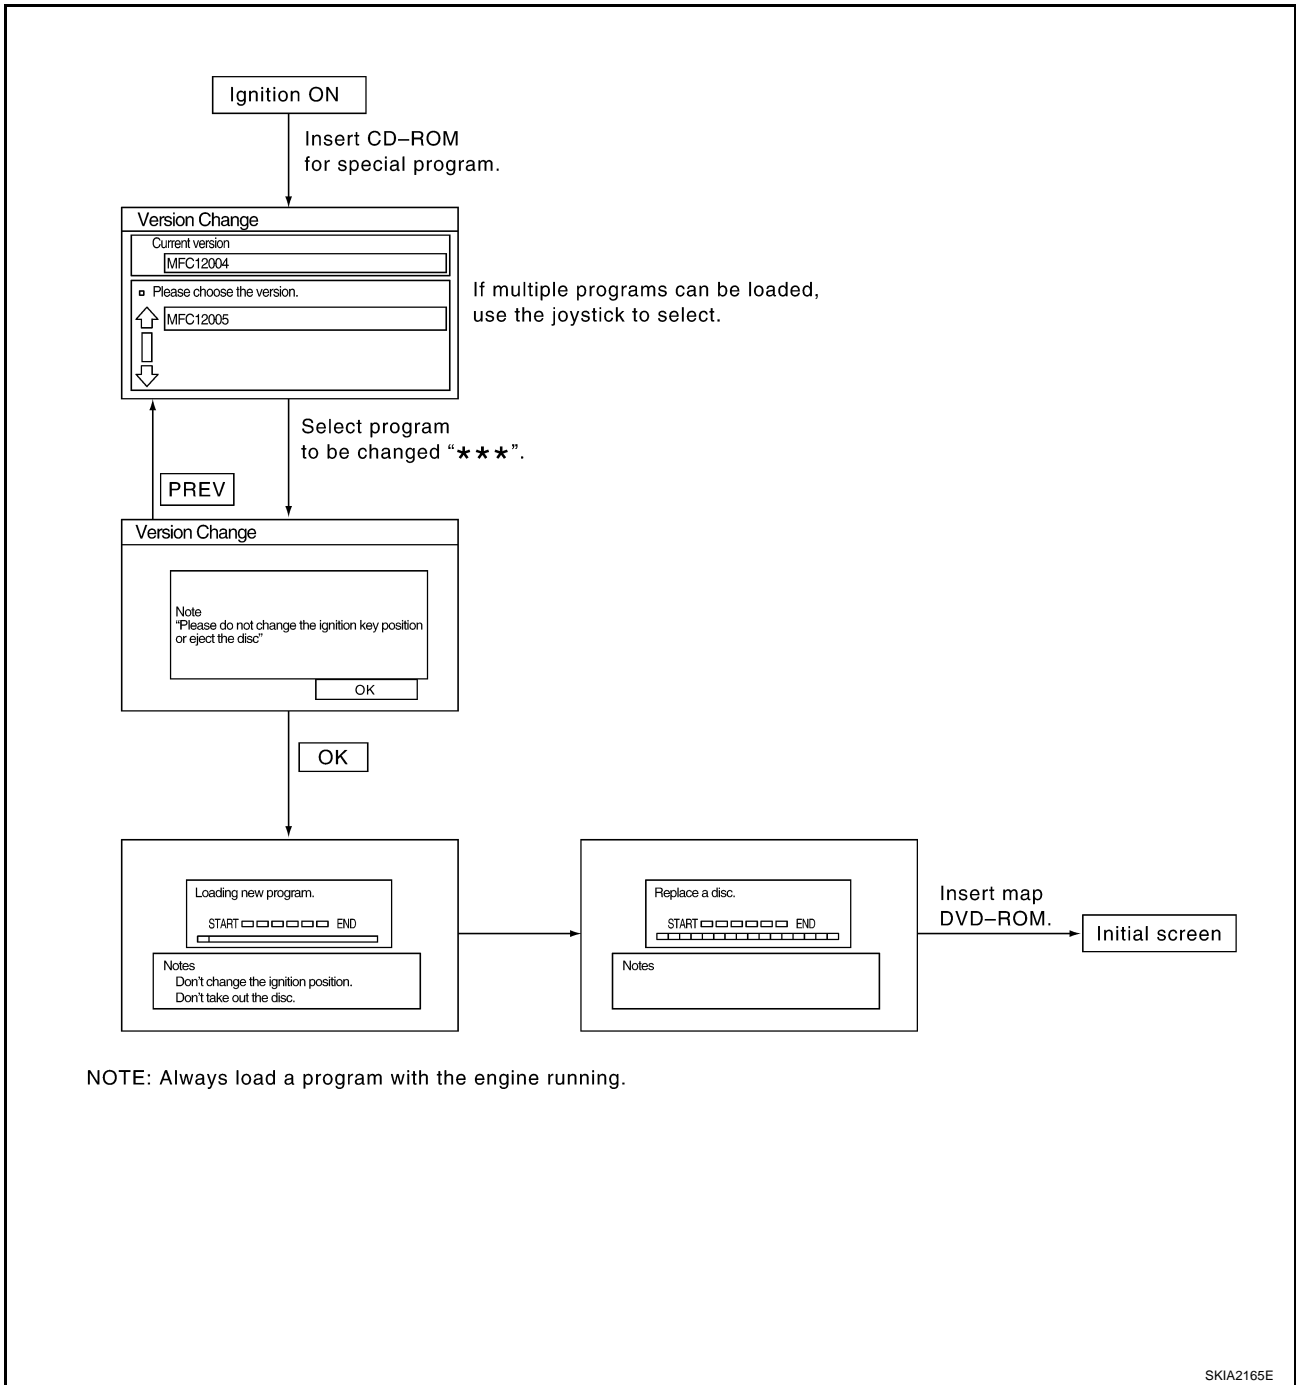 Ignition ON
Insert CD–ROM
for special program.
Version Change
Current version
MFC12004
Please choose the version.
MFC12005
If multiple programs can be loaded,
use the joystick to select.
Select program
to be changed “★★★”.
PREV
Version Change
Note
“Please do not change the ignition key position
or eject the disc”
OK
OK
Loading new program.
START END
Notes
Don't change the ignition position.
Don't take out the disc.
Replace a disc.
START END
Notes
Insert map
DVD–ROM.
Initial screen
NOTE: Always load a program with the engine running.
SKIA2165E